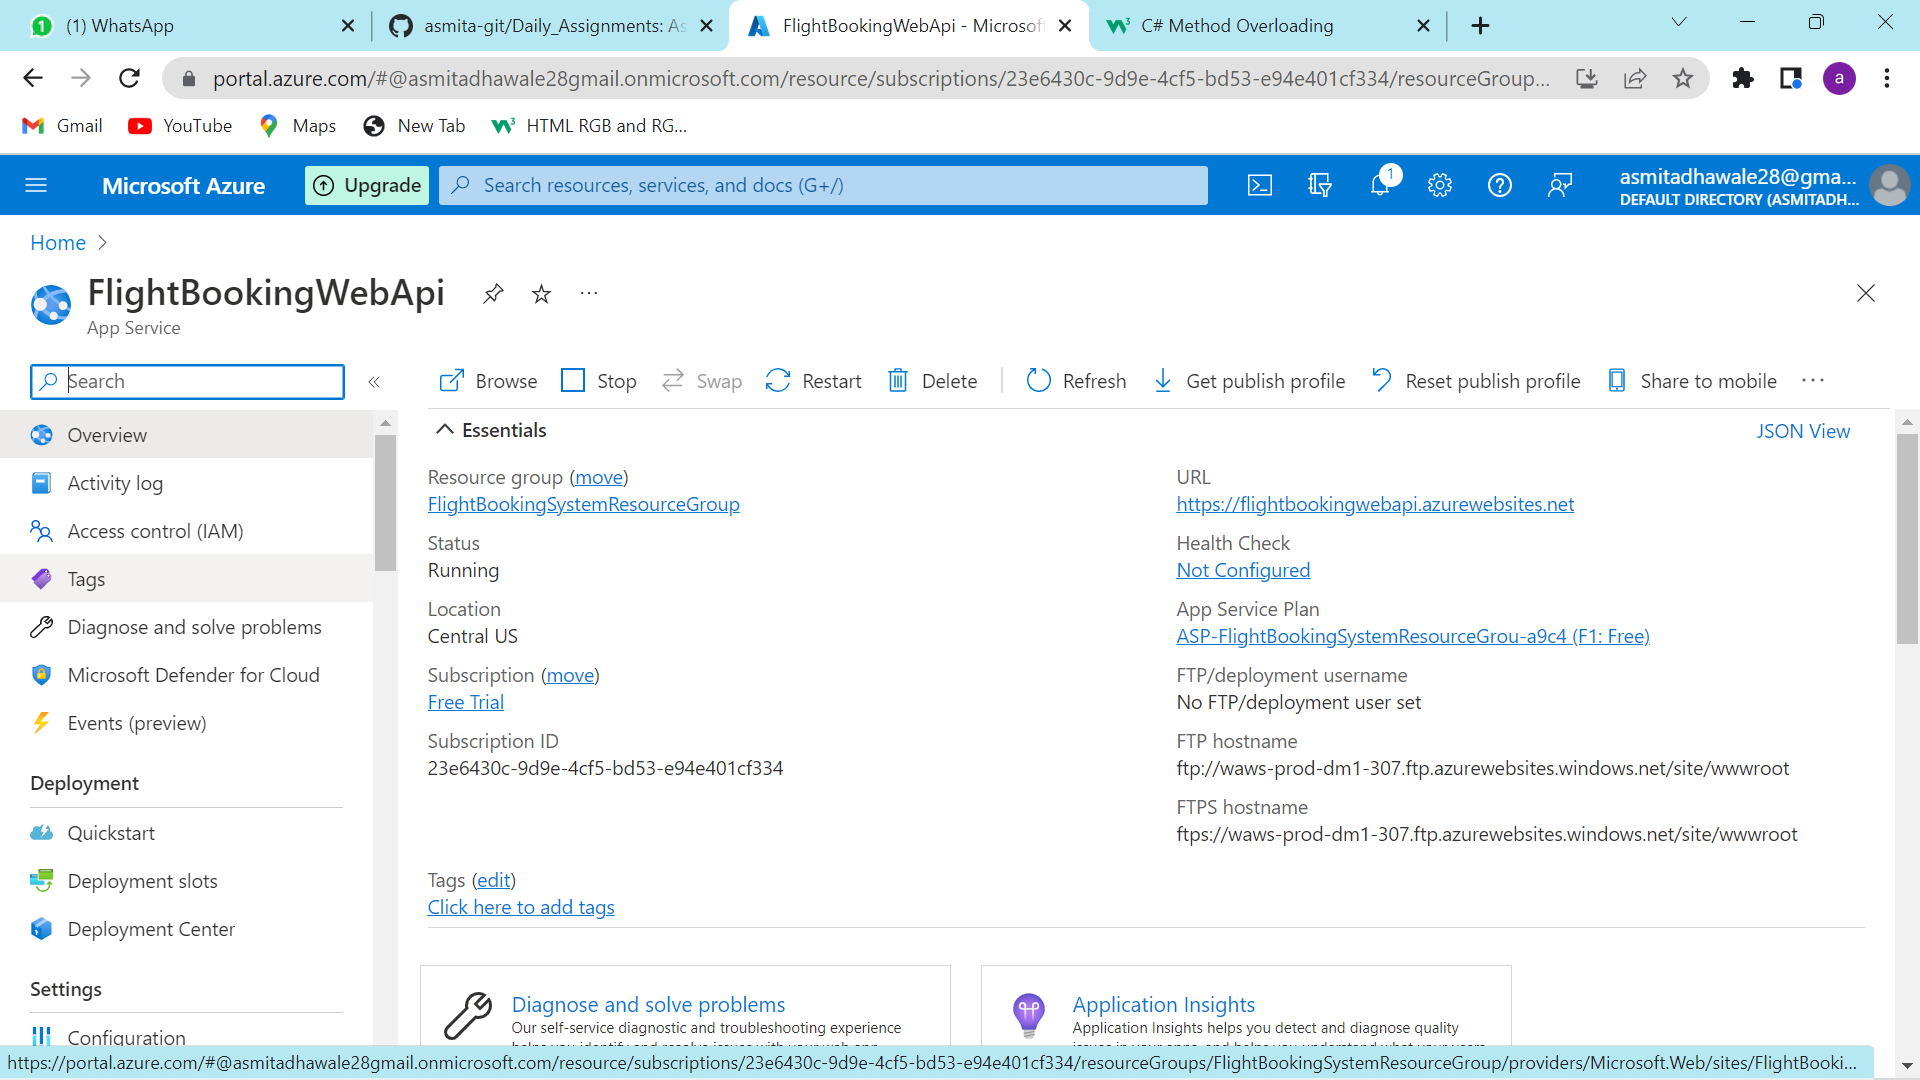 (1) WhatsApp
asmita-git/Daily_Assignments: As
FlightBookingWebApi - Microsoft
C# Method Overloading
portal.azure.com/#@asmitadhawale28gmail.onmicrosoft.com/resource/subscriptions/23e6430c-9d9e-4cf5-bd53-e94e401cf334/resourceGroup...
a
Gmail
YouTube
Maps
New Tab
HTML RGB and RG...
Microsoft Azure
Upgrade
Search resources, services, and docs (G+/)
1
asmitadhawale28@gma...
DEFAULT DIRECTORY (ASMITADH...
Home
FlightBookingWebApi
App Service
Search
Browse
Stop
Swap
Restart
Delete
Refresh
Get publish profile
Reset publish profile
Share to mobile
Overview
Activity log
Access control (IAM)
Tags
Diagnose and solve problems
Microsoft Defender for Cloud
Events (preview)
Deployment
Quickstart
Deployment slots
Deployment Center
Settings
Configuration
Essentials
JSON View
Resource group (move)
FlightBookingSystemResourceGroup
Status
Running
Location
Central US
Subscription (move)
Free Trial
Subscription ID
23e6430c-9d9e-4cf5-bd53-e94e401cf334
URL
https://flightbookingwebapi.azurewebsites.net
Health Check
Not Configured
App Service Plan
ASP-FlightBookingSystemResourceGrou-a9c4 (F1: Free)
FTP/deployment username
No FTP/deployment user set
FTP hostname
ftp://waws-prod-dm1-307.ftp.azurewebsites.windows.net/site/wwwroot
FTPS hostname
ftps://waws-prod-dm1-307.ftp.azurewebsites.windows.net/site/wwwroot
Tags (edit)
Click here to add tags
Diagnose and solve problems
Our self-service diagnostic and troubleshooting experience
Application Insights
Application Insights helps you detect and diagnose quality
https://portal.azure.com/#@asmitadhawale28gmail.onmicrosoft.com/resource/subscriptions/23e6430c-9d9e-4cf5-bd53-e94e401cf334/resourceGroups/FlightBookingSystemResourceGroup/providers/Microsoft.Web/sites/FlightBooki...